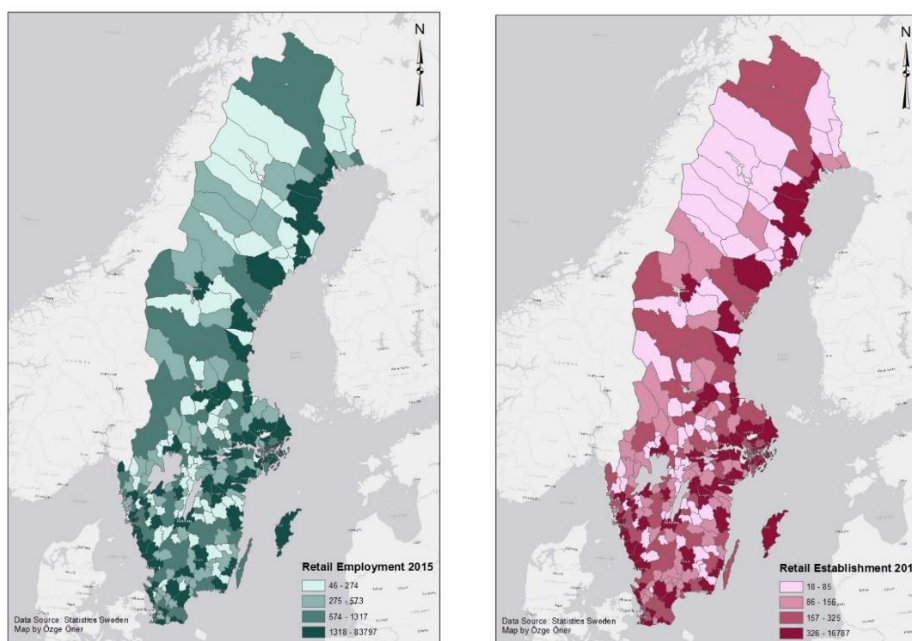 N
Retail Employment 2015
46 - 274
275 - 573
574 - 1317
1318 - 83797
Data Source: Statistics Sweden
Map by Özge Öner
N
Retail Establishment 201
18 - 85
86 - 156
157 - 325
326 - 16787
Data Source: Statistics Sweden
Map by Özge Öner